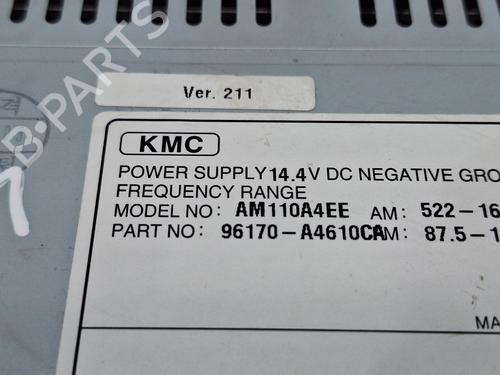 Ver. 211
KMC
POWER SUPPLY 14.4V DC NEGATIVE GRO
FREQUENCY RANGE
MODEL NO: AM110A4EE AM: 522-16
PART NO: 96170-A4610CA M: 87.5-1
MA
B-PARTS